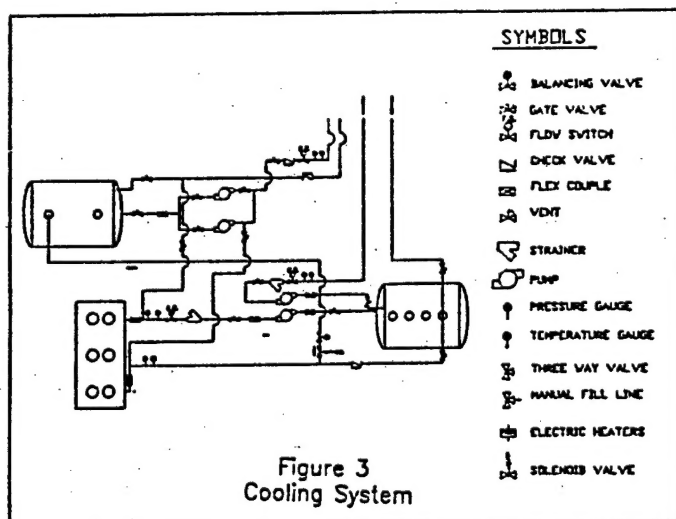 SYMBOLS
BALANCING VALVE
GATE VALVE
FLOW SWITCH
CHECK VALVE
FLEX COUPLE
VENT
STRAINER
PUMP
PRESSURE GAUGE
TEMPERATURE GAUGE
THREE WAY VALVE
MANUAL FILL LINE
ELECTRIC HEATERS
SOLENOID VALVE
Figure 3
Cooling System